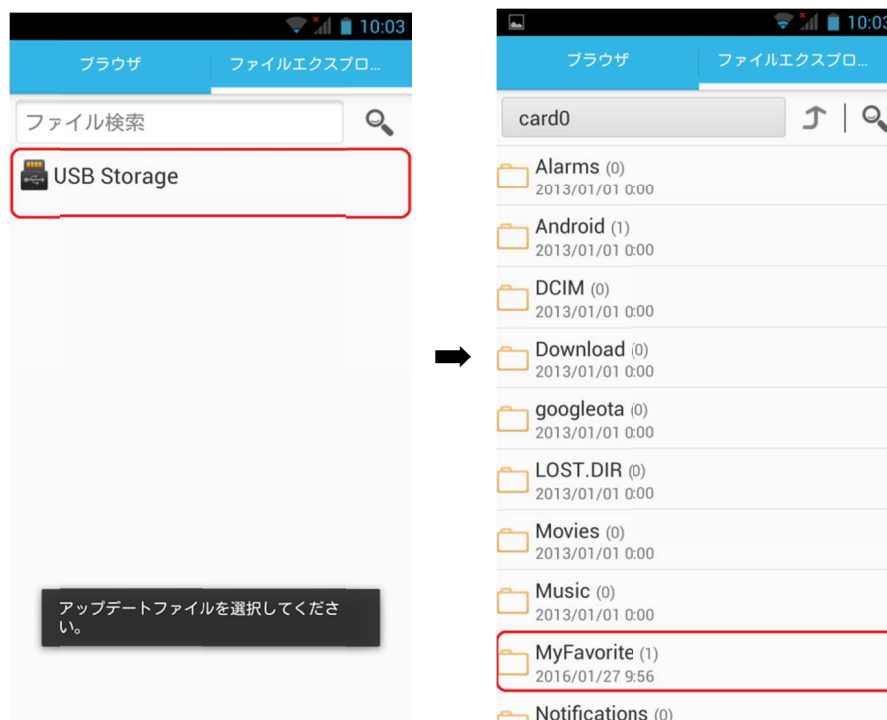 10:03
ブラウザ
ファイルエクスプロ...
ファイル検索
USB Storage
アップデートファイルを選択してくださ
い。
10:03
ブラウザ
ファイルエクスプロ...
card0
Alarms (0)
2013/01/01 0:00
Android (1)
2013/01/01 0:00
DCIM (0)
2013/01/01 0:00
Download (0)
2013/01/01 0:00
googleota (0)
2013/01/01 0:00
LOST.DIR (0)
2013/01/01 0:00
Movies (0)
2013/01/01 0:00
Music (0)
2013/01/01 0:00
MyFavorite (1)
2016/01/27 9:56
Notifications (0)